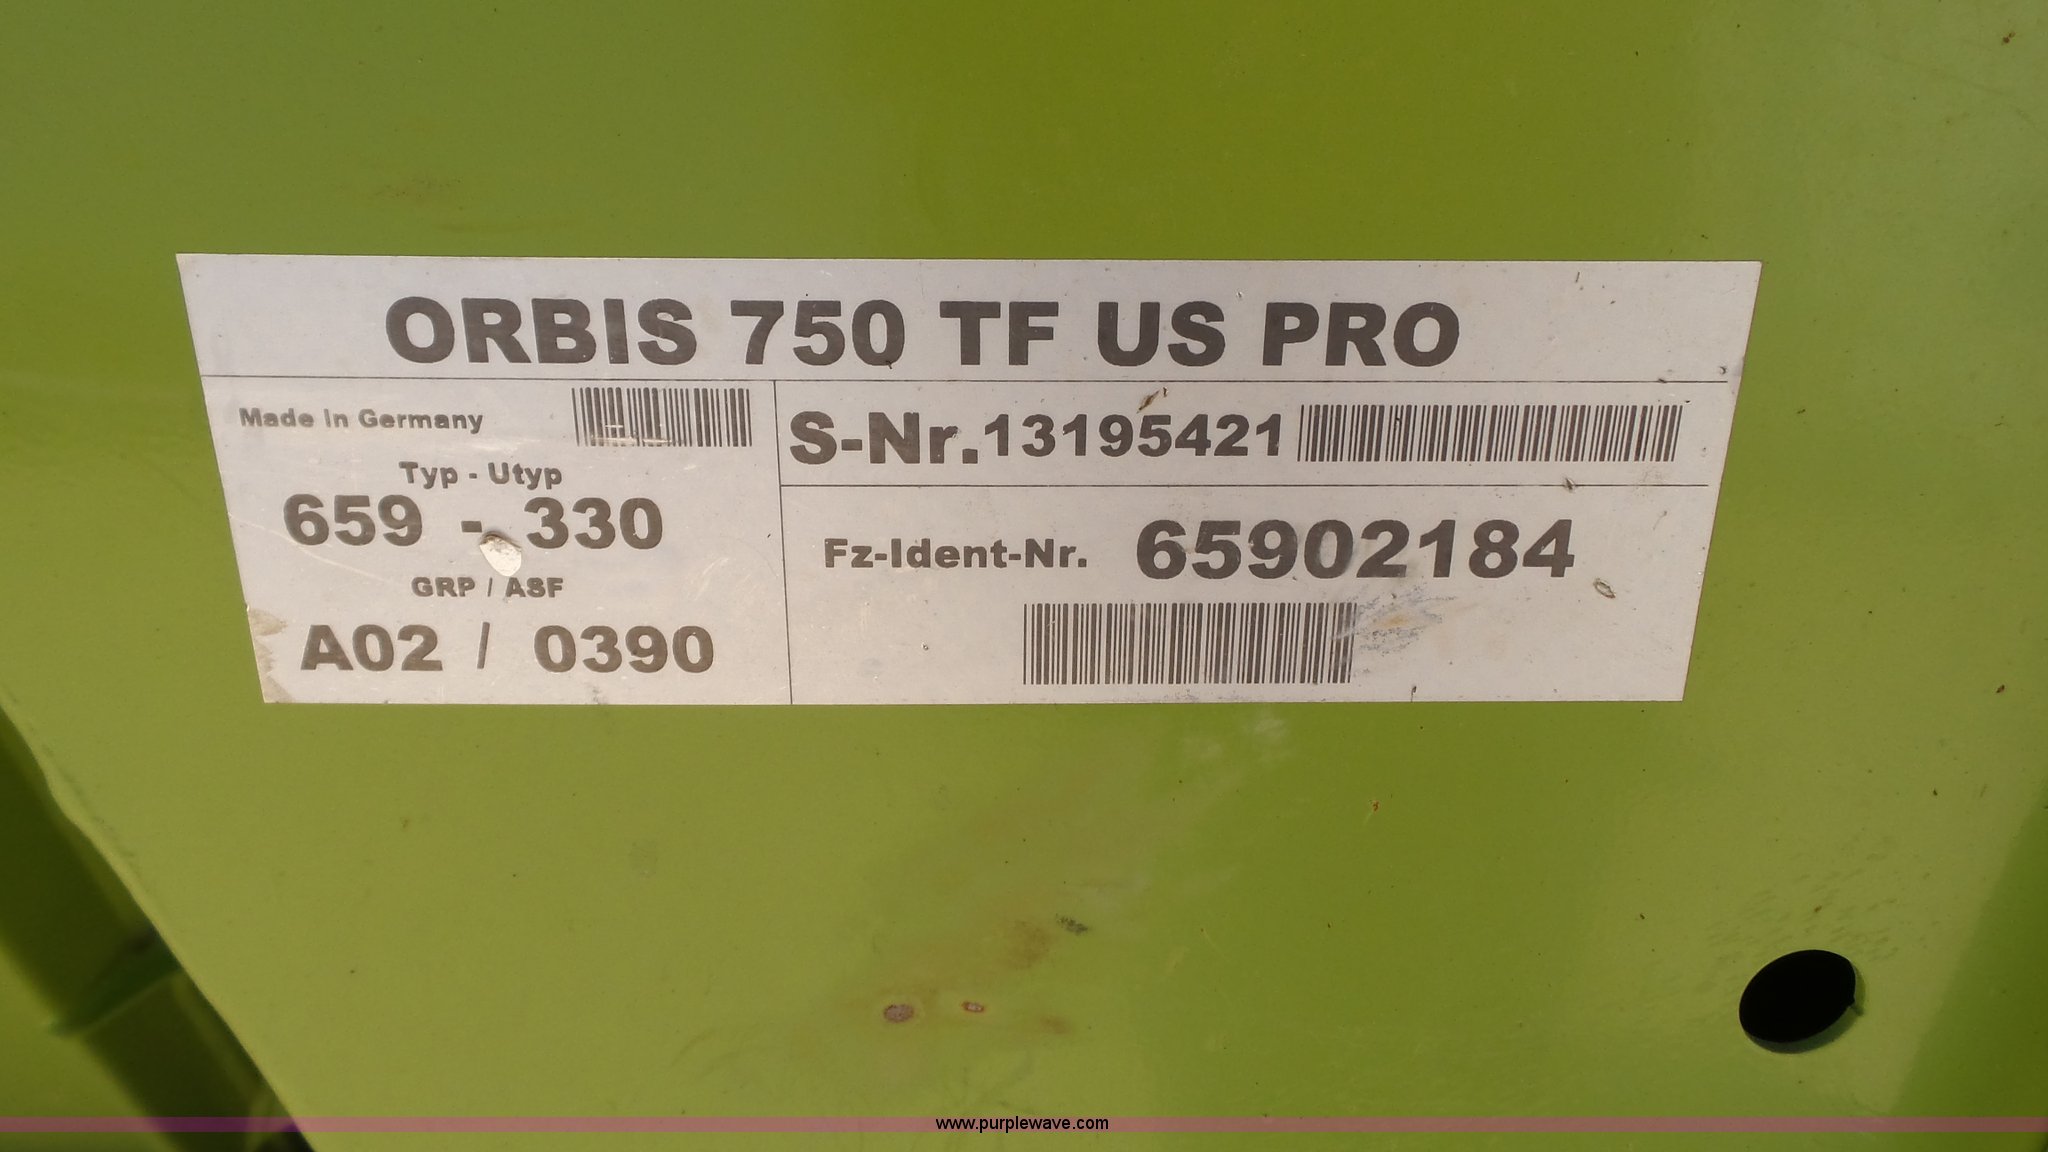 ORBIS 750 TF US PRO
Made in Germany
Typ - Utyp
659 - 330
GRP / ASF
A02 / 0390
S-Nr. 13195421
Fz-Ident-Nr. 65902184
www.purplewave.com